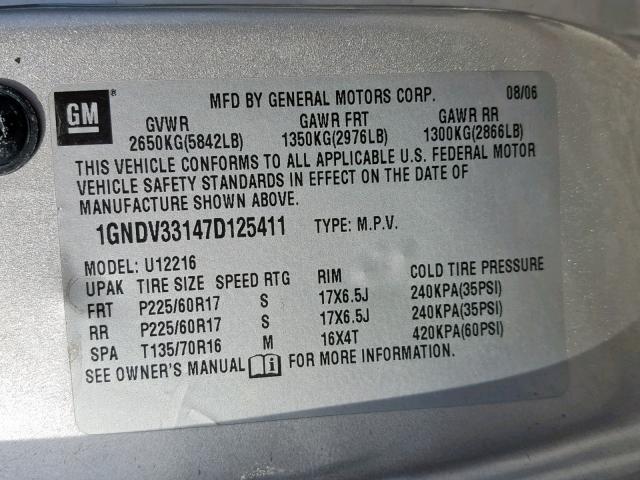 GM®
MFD BY GENERAL MOTORS CORP. 08/06
GVWR GAWR FRT GAWR RR
2650KG(5842LB) 1350KG(2976LB) 1300KG(2866LB)
THIS VEHICLE CONFORMS TO ALL APPLICABLE U.S. FEDERAL MOTOR
VEHICLE SAFETY STANDARDS IN EFFECT ON THE DATE OF
MANUFACTURE SHOWN ABOVE.
1GNDV33147D125411 TYPE: M.P.V.
MODEL: U12216
UPAK TIRE SIZE SPEED RTG RIM COLD TIRE PRESSURE
FRT P225/60R17 S 17X6.5J 240KPA(35PSI)
RR P225/60R17 S 17X6.5J 240KPA(35PSI)
SPA T135/70R16 M 16X4T 420KPA(60PSI)
SEE OWNER'S MANUAL i FOR MORE INFORMATION.